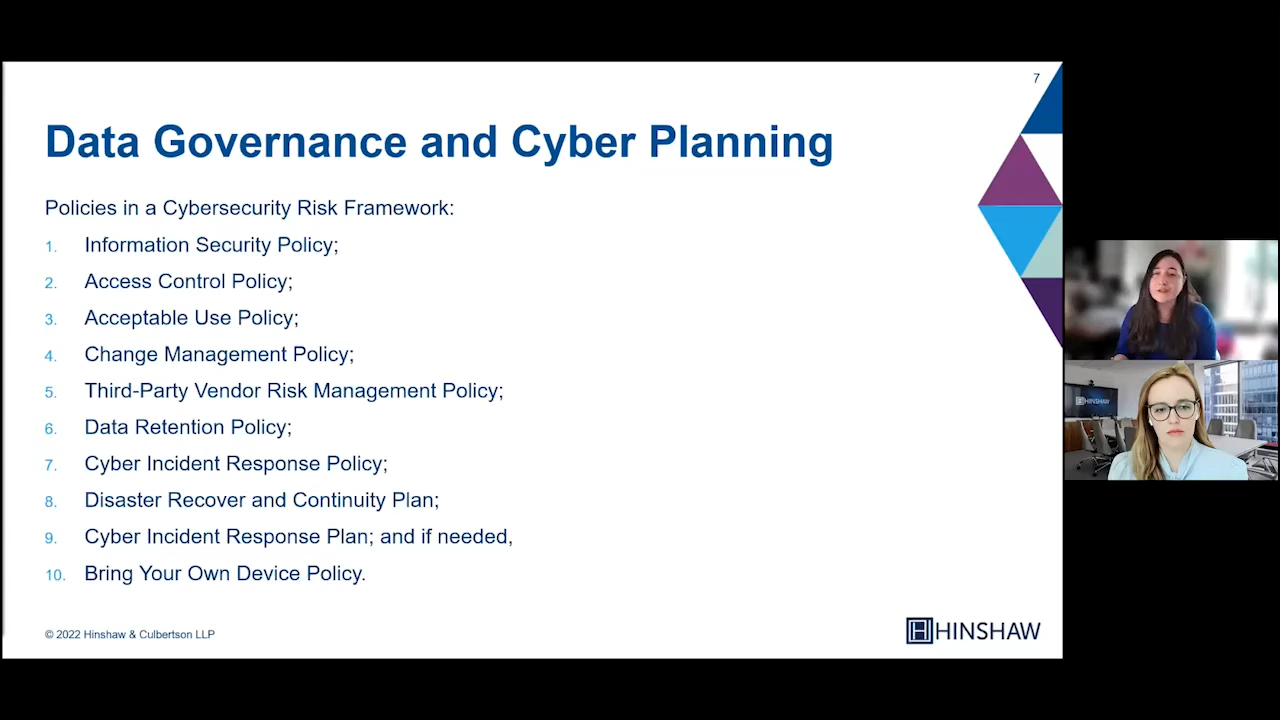 7
Data Governance and Cyber Planning
Policies in a Cybersecurity Risk Framework:
1. Information Security Policy;
2. Access Control Policy;
3. Acceptable Use Policy;
4. Change Management Policy;
5. Third-Party Vendor Risk Management Policy;
6. Data Retention Policy;
7. Cyber Incident Response Policy;
8. Disaster Recover and Continuity Plan;
9. Cyber Incident Response Plan; and if needed,
10. Bring Your Own Device Policy.
© 2022 Hinshaw & Culbertson LLP
H HINSHAW
H HINSHAW